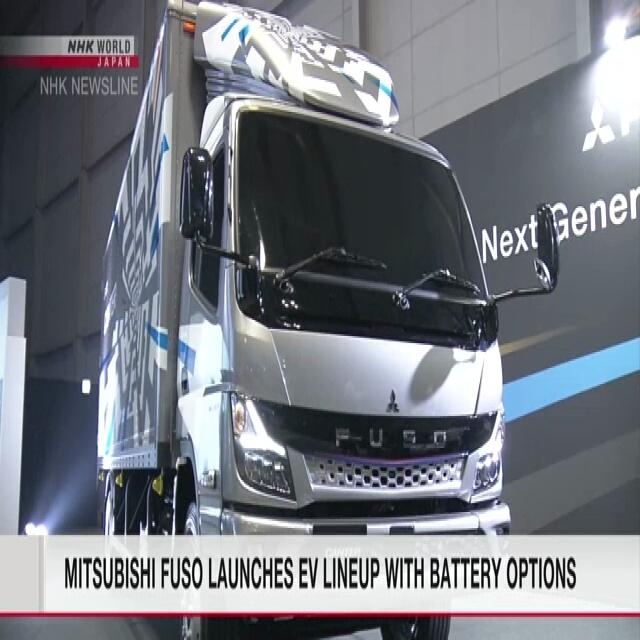 NHK WORLD
JAPAN
NHK NEWSLINE
Next Gener
FUSO
MITSUBISHI FUSO LAUNCHES EV LINEUP WITH BATTERY OPTIONS